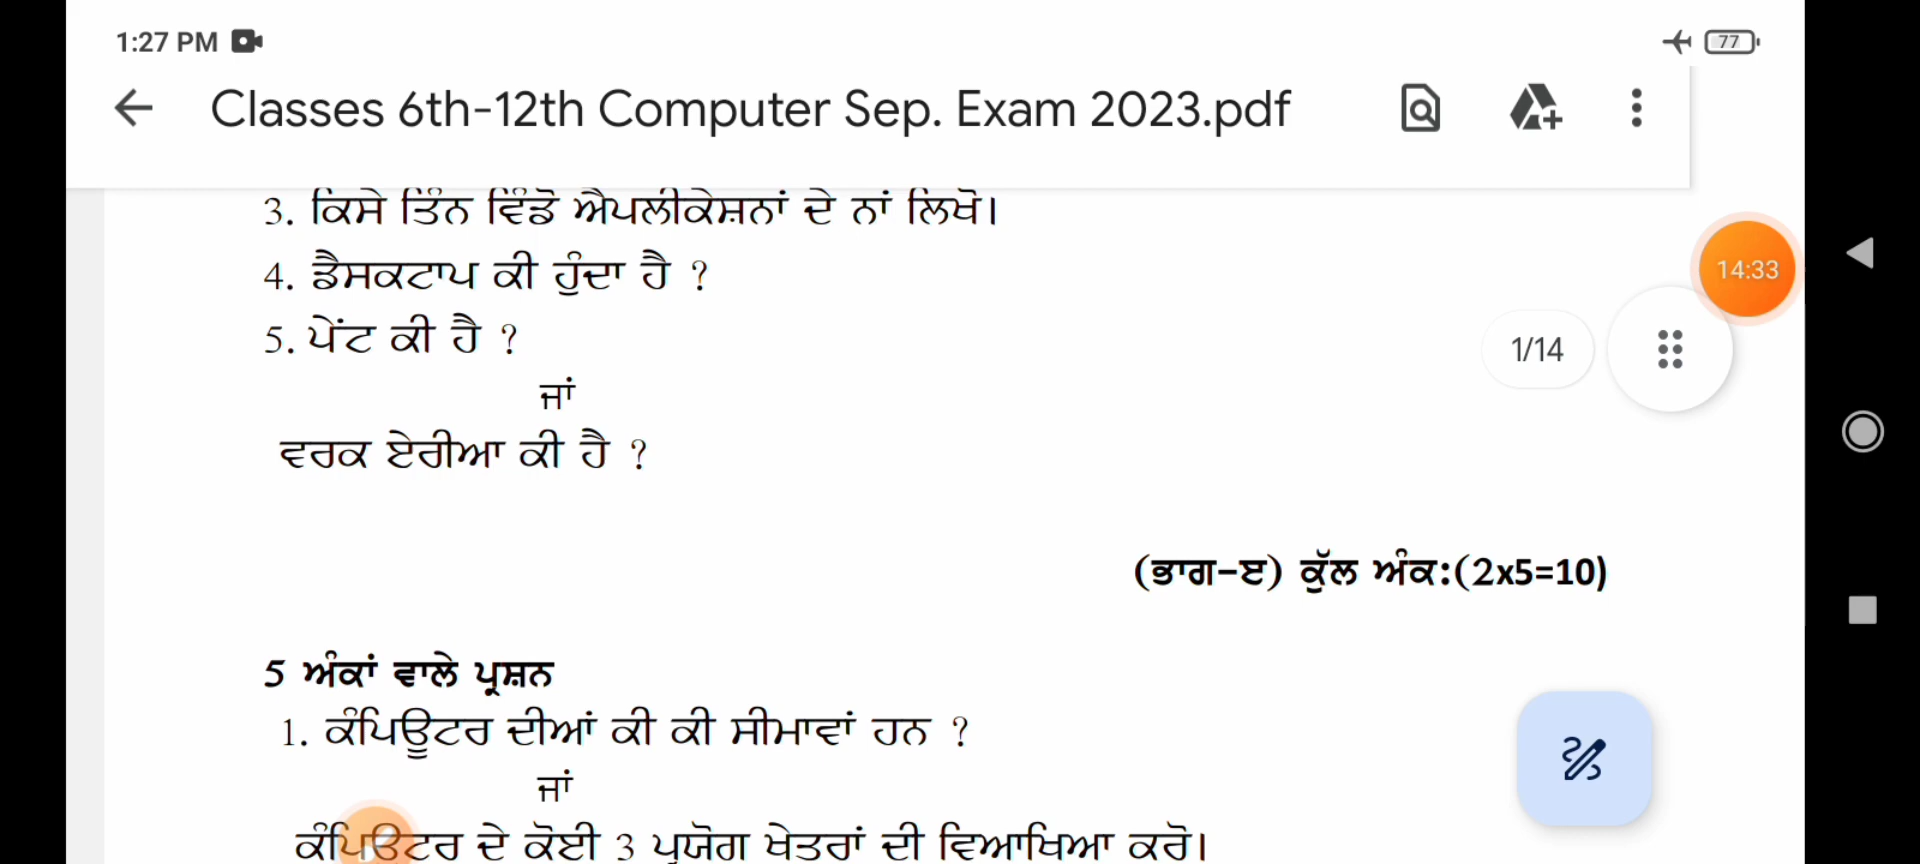 1:27 PM
77
Classes 6th-12th Computer Sep. Exam 2023.pdf
3. ਕਿਸੇ ਤਿੰਨ ਵਿੰਡੋ ਐਪਲੀਕੇਸ਼ਨਾਂ ਦੇ ਨਾਂ ਲਿਖੋ।
14:33
4. ਡੈਸਕਟਾਪ ਕੀ ਹੁੰਦਾ ਹੈ ?
5. ਪੇਂਟ ਕੀ ਹੈ ?
1/14
ਜਾਂ
ਵਰਕ ਏਰੀਆ ਕੀ ਹੈ ?
(ਭਾਗ-ੲ) ਕੁੱਲ ਅੰਕ:(2x5=10)
5 ਅੰਕਾਂ ਵਾਲੇ ਪ੍ਰਸ਼ਨ
1. ਕੰਪਿਊਟਰ ਦੀਆਂ ਕੀ ਕੀ ਸੀਮਾਵਾਂ ਹਨ ?
ਜਾਂ
ਕੰਪਿਊਟਰ ਦੇ ਕੋਈ 3 ਪ੍ਰਯੋਗ ਖੇਤਰਾਂ ਦੀ ਵਿਆਖਿਆ ਕਰੋ।